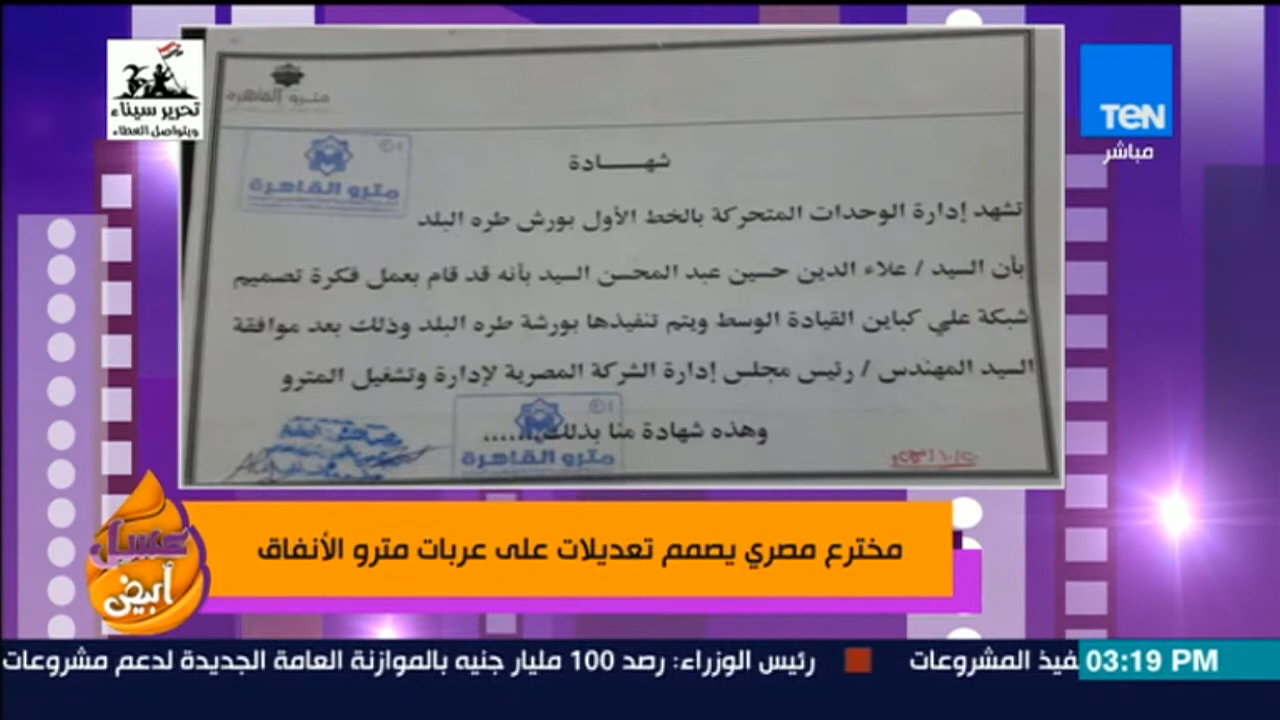 تحرير سيناء
ويتواصل العطاء
TEN
مباشر
مترو القاهرة
مترو القاهرة
شهـــــادة
تشهد إدارة الوحدات المتحركة بالخط الأول بورش طره البلد
بأن السيد / علاء الدين حسين عبد المحسن السيد بأنه قد قام بعمل فكرة تصميم
شبكة علي كباين القيادة الوسط ويتم تنفيذها بورشة طره البلد وذلك بعد موافقة
السيد المهندس / رئيس مجلس إدارة الشركة المصرية لإدارة وتشغيل المترو
وهذه شهادة منا بذلك......
مترو القاهرة
مخترع مصري يصمم تعديلات على عربات مترو الأنفاق
عسل
أبيض
فيذ المشروعات
رئيس الوزراء: رصد 100 مليار جنيه بالموازنة العامة الجديدة لدعم مشروعات
03:19 PM